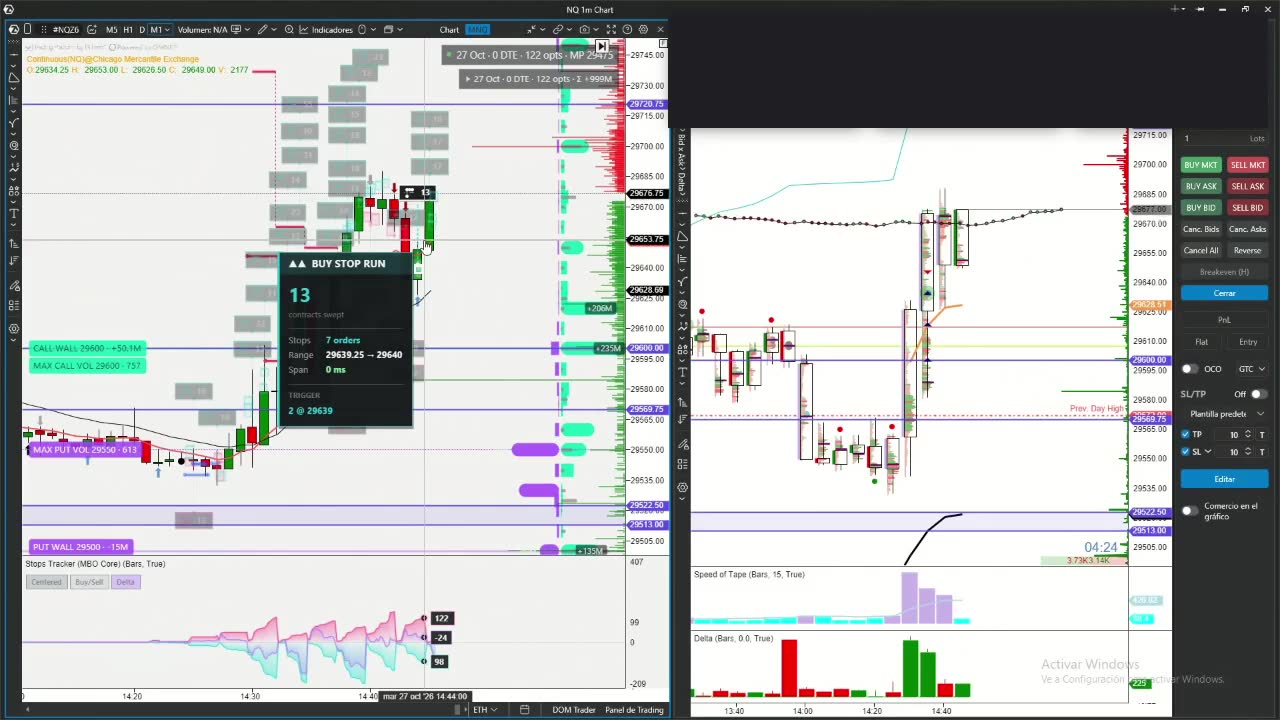 NQ 1m Chart
#NQZ6 M5 H1 D M1 Volumen: N/A Indicadores Chart MNQ
Continuous(NQ)@Chicago Mercantile Exchange
O: 29634.25 H: 29653.00 L: 29626.50 C: 29649.00 V: 2177
27 Oct · 0 DTE · 122 opts · MP 29475
27 Oct · 0 DTE · 122 opts · Σ +999M
29745.00
29730.00
29720.75
29715.00
29700.00
29685.00
29676.75
29670.00
29653.75
29640.00
29628.69
29625.00
29610.00
29600.00
29595.00
29580.00
29569.75
29565.00
29550.00
29535.00
29522.50
29513.00
29505.00
13
BUY STOP RUN
13
contracts swept
Stops 7 orders
Range 29639.25 → 29640
Span 0 ms
TRIGGER
2 @ 29639
CALL WALL 29600 · +50.1M
MAX CALL VOL 29600 · 757
MAX PUT VOL 29550 · 613
PUT WALL 29500 · -15M
+206M
+235M
+135M
Stops Tracker (MBO Core) (Bars, True)
Centered Buy/Sell Delta
407
99
0
-209
122
-24
98
14:20 14:30 14:40 mar 27 oct '26 14:44:00
ETH DOM Trader Panel de Trading
Bid x Ask Delta
29715.00
29700.00
29685.00
29670.00
29640.00
29628.51
29625.00
29610.00
29600.00
29595.00
29580.00
Prev. Day High
29569.75
29565.00
29550.00
29535.00
29522.50
29513.00
29505.00
04:24
3.73K 3.14K
Speed of Tape (Bars, 15, True)
Delta (Bars, 0.0, True)
225
13:40 14:00 14:20 14:40
1 Lots
BUY MKT SELL MKT
BUY ASK SELL ASK
BUY BID SELL BID
Canc. Bids Canc. Asks
Cancel All Reverse
Breakeven (H)
Cerrar
PnL
Flat Entry
OCO GTC
SL/TP Off
Plantilla predete
TP 10 T
SL 10 T
Editar
Comercio en el
gráfico
Activar Windows